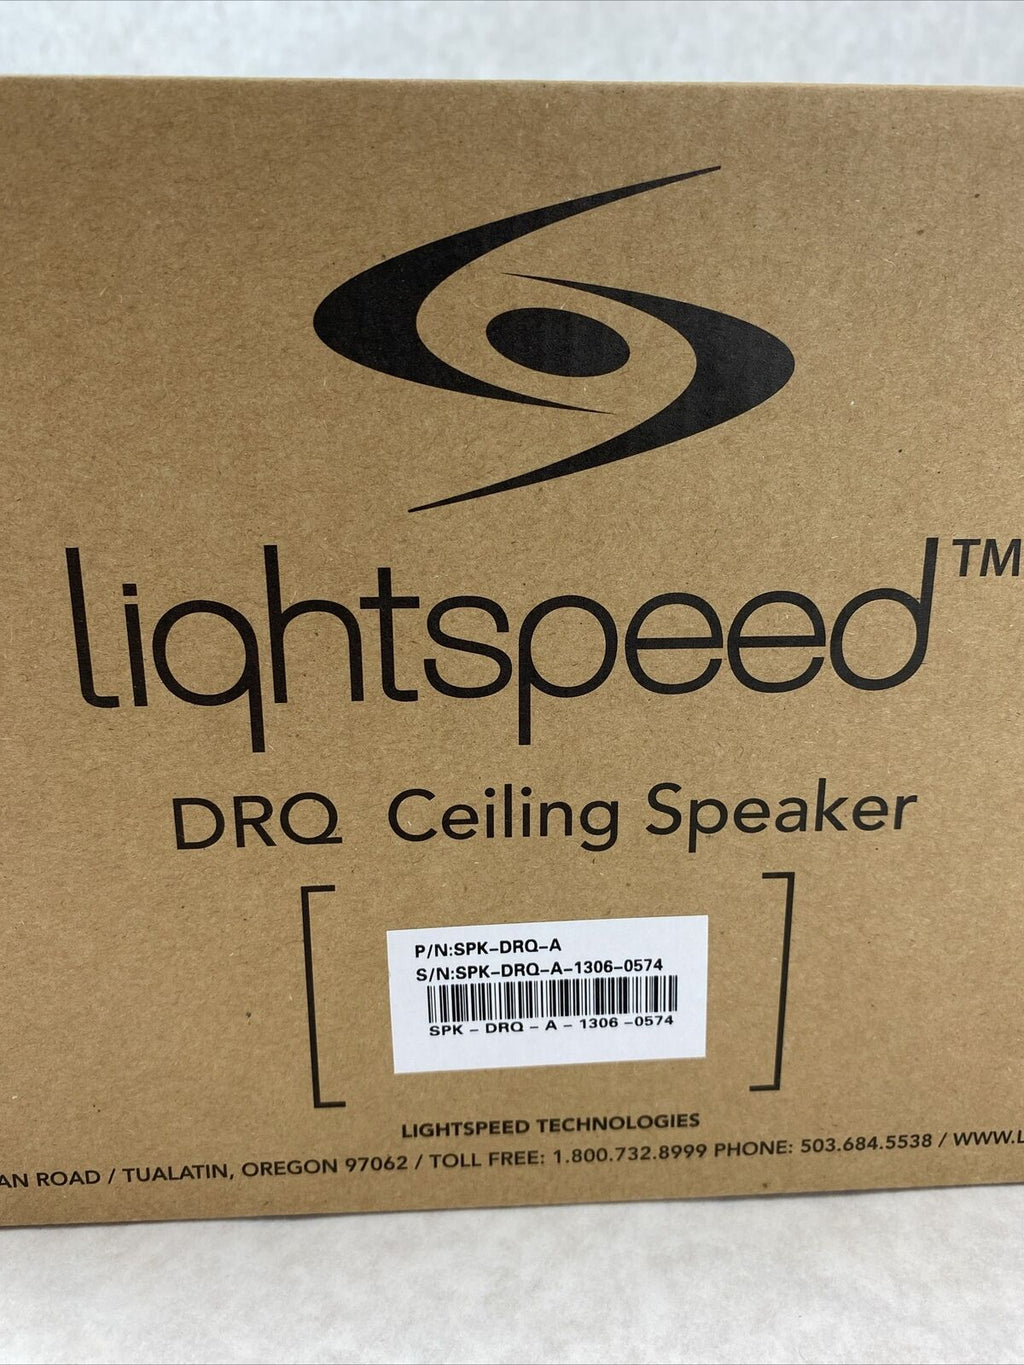 lightspeed™
DRQ Ceiling Speaker
P/N:SPK-DRQ-A
S/N:SPK-DRQ-A-1306-0574
SPK - DRQ - A - 1306 -0574
LIGHTSPEED TECHNOLOGIES
ROAD / TUALATIN, OREGON 97062 / TOLL FREE: 1.800.732.8999 PHONE: 503.684.5538 / WWW.L